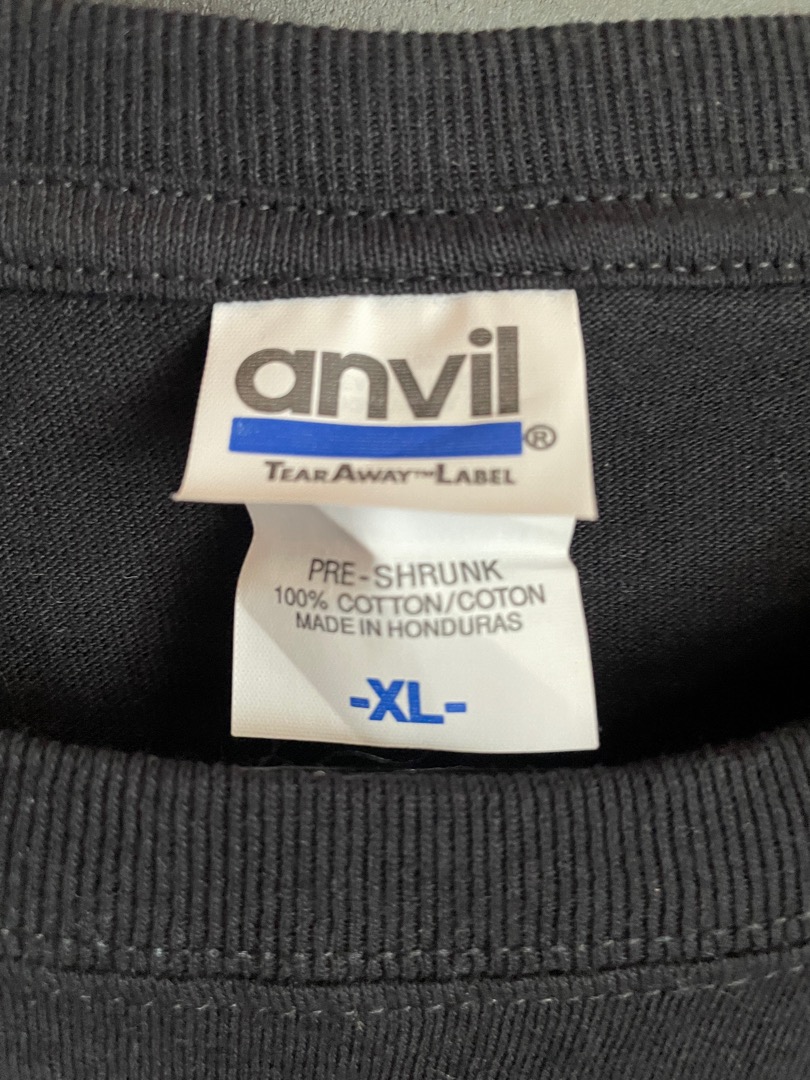 anvil®
TEARAWAY™LABEL
PRE-SHRUNK
100% COTTON/COTON
MADE IN HONDURAS
-XL-